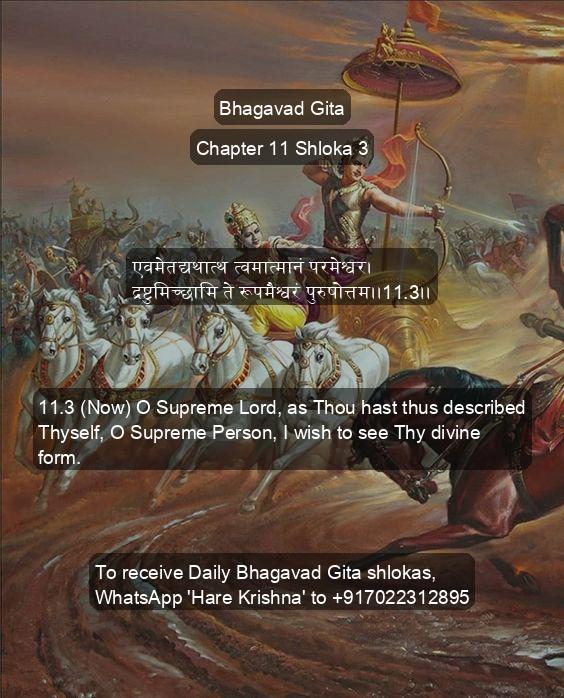 Bhagavad Gita
Chapter 11 Shloka 3
एवमेतद्यथात्थ त्वमात्मानं परमेश्वर।
द्रष्टुमिच्छामि ते रूपमैश्वरं पुरुषोत्तम।।11.3।।
11.3 (Now) O Supreme Lord, as Thou hast thus described
Thyself, O Supreme Person, I wish to see Thy divine
form.
To receive Daily Bhagavad Gita shlokas,
WhatsApp 'Hare Krishna' to +917022312895